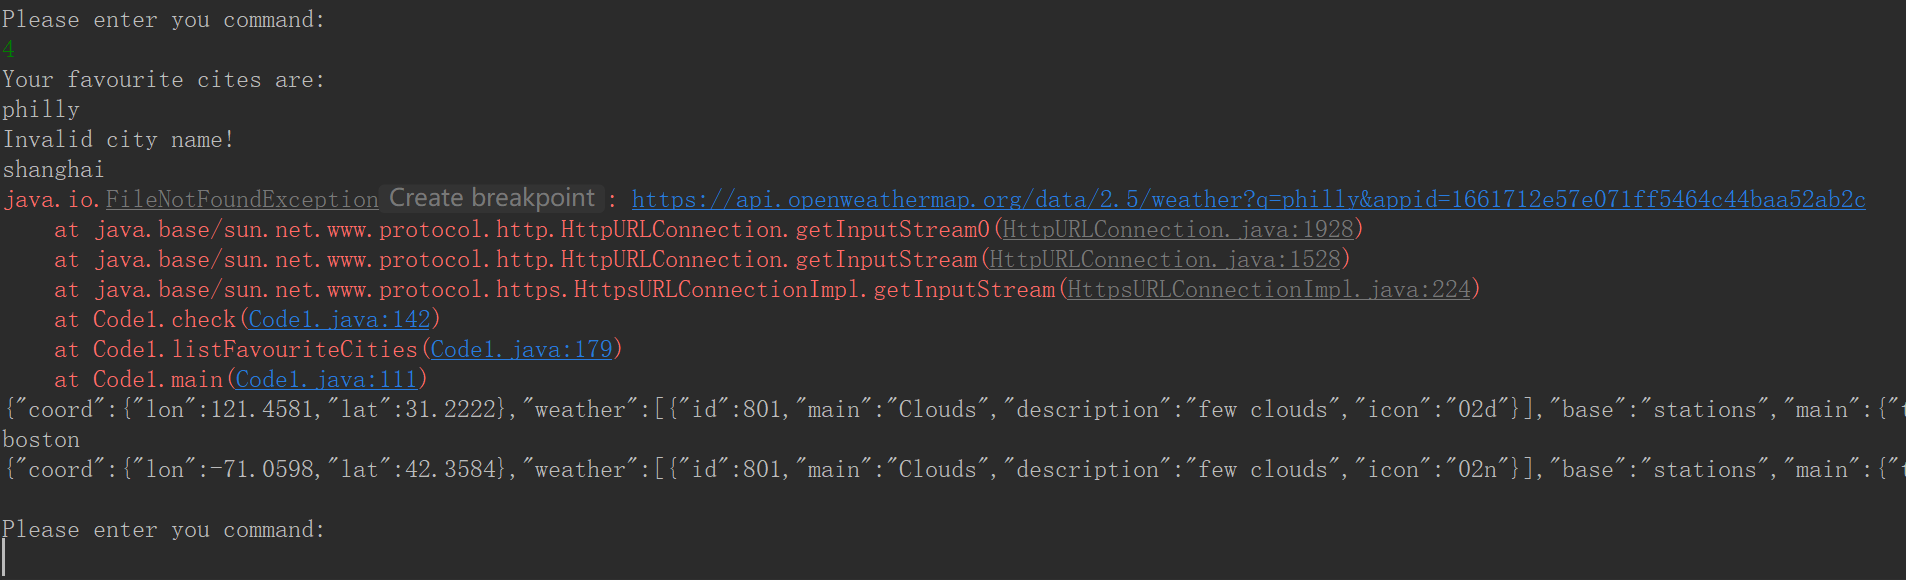 Please enter you command:
4
Your favourite cites are:
philly
Invalid city name!
shanghai
java.io.FileNotFoundException Create breakpoint : https://api.openweathermap.org/data/2.5/weather?q=philly&appid=1661712e57e071ff5464c44baa52ab2c
    at java.base/sun.net.www.protocol.http.HttpURLConnection.getInputStream0(HttpURLConnection.java:1928)
    at java.base/sun.net.www.protocol.http.HttpURLConnection.getInputStream(HttpURLConnection.java:1528)
    at java.base/sun.net.www.protocol.https.HttpsURLConnectionImpl.getInputStream(HttpsURLConnectionImpl.java:224)
    at Code1.check(Code1.java:142)
    at Code1.listFavouriteCities(Code1.java:179)
    at Code1.main(Code1.java:111)
{"coord":{"lon":121.4581,"lat":31.2222},"weather":[{"id":801,"main":"Clouds","description":"few clouds","icon":"02d"}],"base":"stations","main":{"
boston
{"coord":{"lon":-71.0598,"lat":42.3584},"weather":[{"id":801,"main":"Clouds","description":"few clouds","icon":"02n"}],"base":"stations","main":{"
Please enter you command: